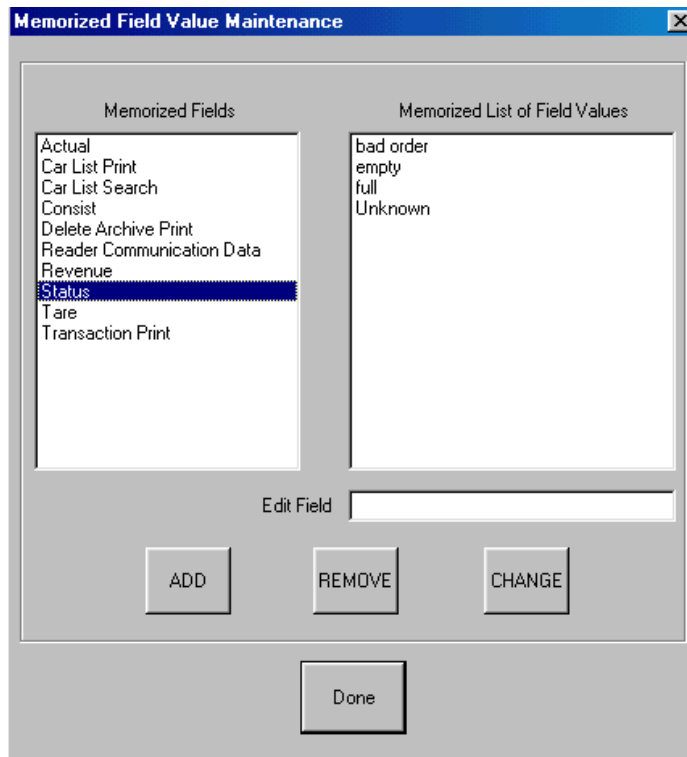 Memorized Field Value Maintenance
Memorized Fields
Memorized List of Field Values
Actual
Car List Print
Car List Search
Consist
Delete Archive Print
Reader Communication Data
Revenue
Status
Tare
Transaction Print
bad order
empty
full
Unknown
Edit Field
ADD
REMOVE
CHANGE
Done